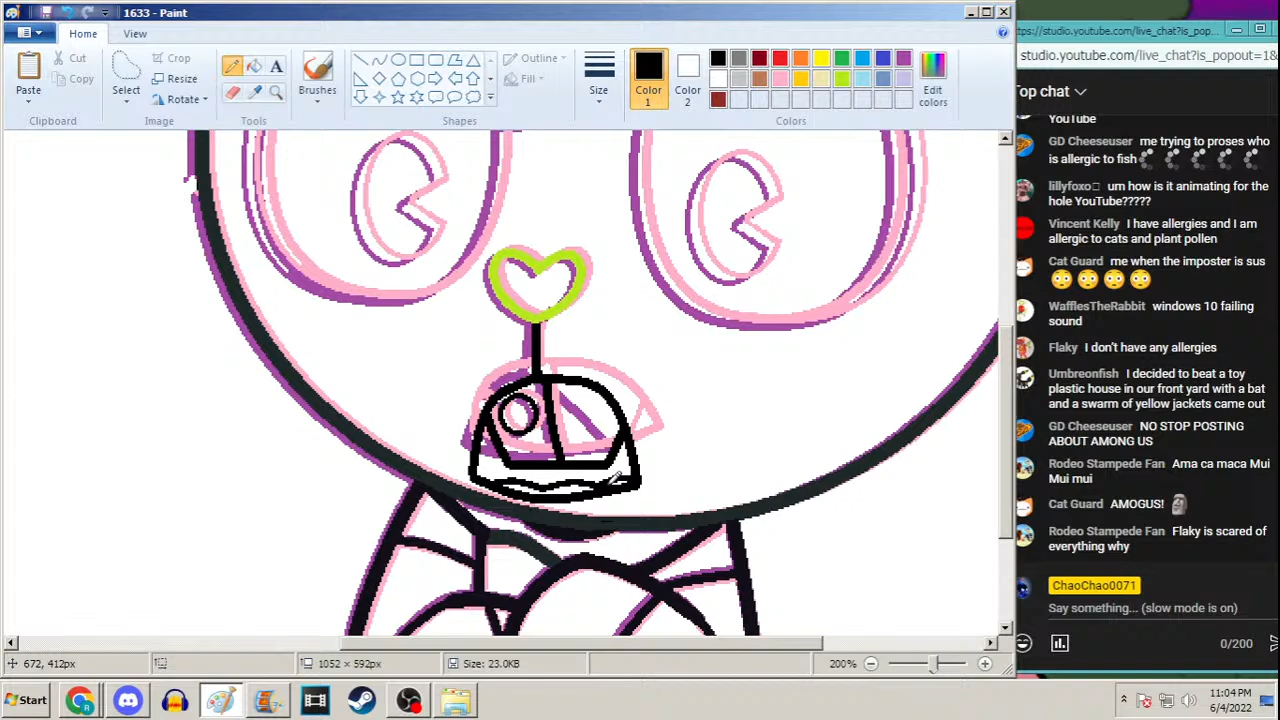 1633 - Paint
Home View
Paste
Cut
Copy
Clipboard
Select
Crop
Resize
Rotate
Image
Tools
Brushes
Shapes
Outline
Fill
Size
Color 1
Color 2
Edit colors
Colors
672, 412px
1052 × 592px
Size: 23.0KB
200%
ttps://studio.youtube.com/live_chat?is_pop...
studio.youtube.com/live_chat?is_popout=1&
Top chat
YouTube
GD Cheeseuser me trying to proses who
is allergic to fish
lillyfoxo um how is it animating for the
hole YouTube?????
Vincent Kelly I have allergies and I am
allergic to cats and plant pollen
Cat Guard me when the imposter is sus
WafflesTheRabbit windows 10 failing
sound
Flaky I don't have any allergies
Umbreonfish I decided to beat a toy
plastic house in our front yard with a bat
and a swarm of yellow jackets came out
GD Cheeseuser NO STOP POSTING
ABOUT AMONG US
Rodeo Stampede Fan Ama ca maca Mui
Mui mui
Cat Guard AMOGUS!
Rodeo Stampede Fan Flaky is scared of
everything why
ChaoChao0071
Say something... (slow mode is on)
0/200
Start
11:04 PM
6/4/2022